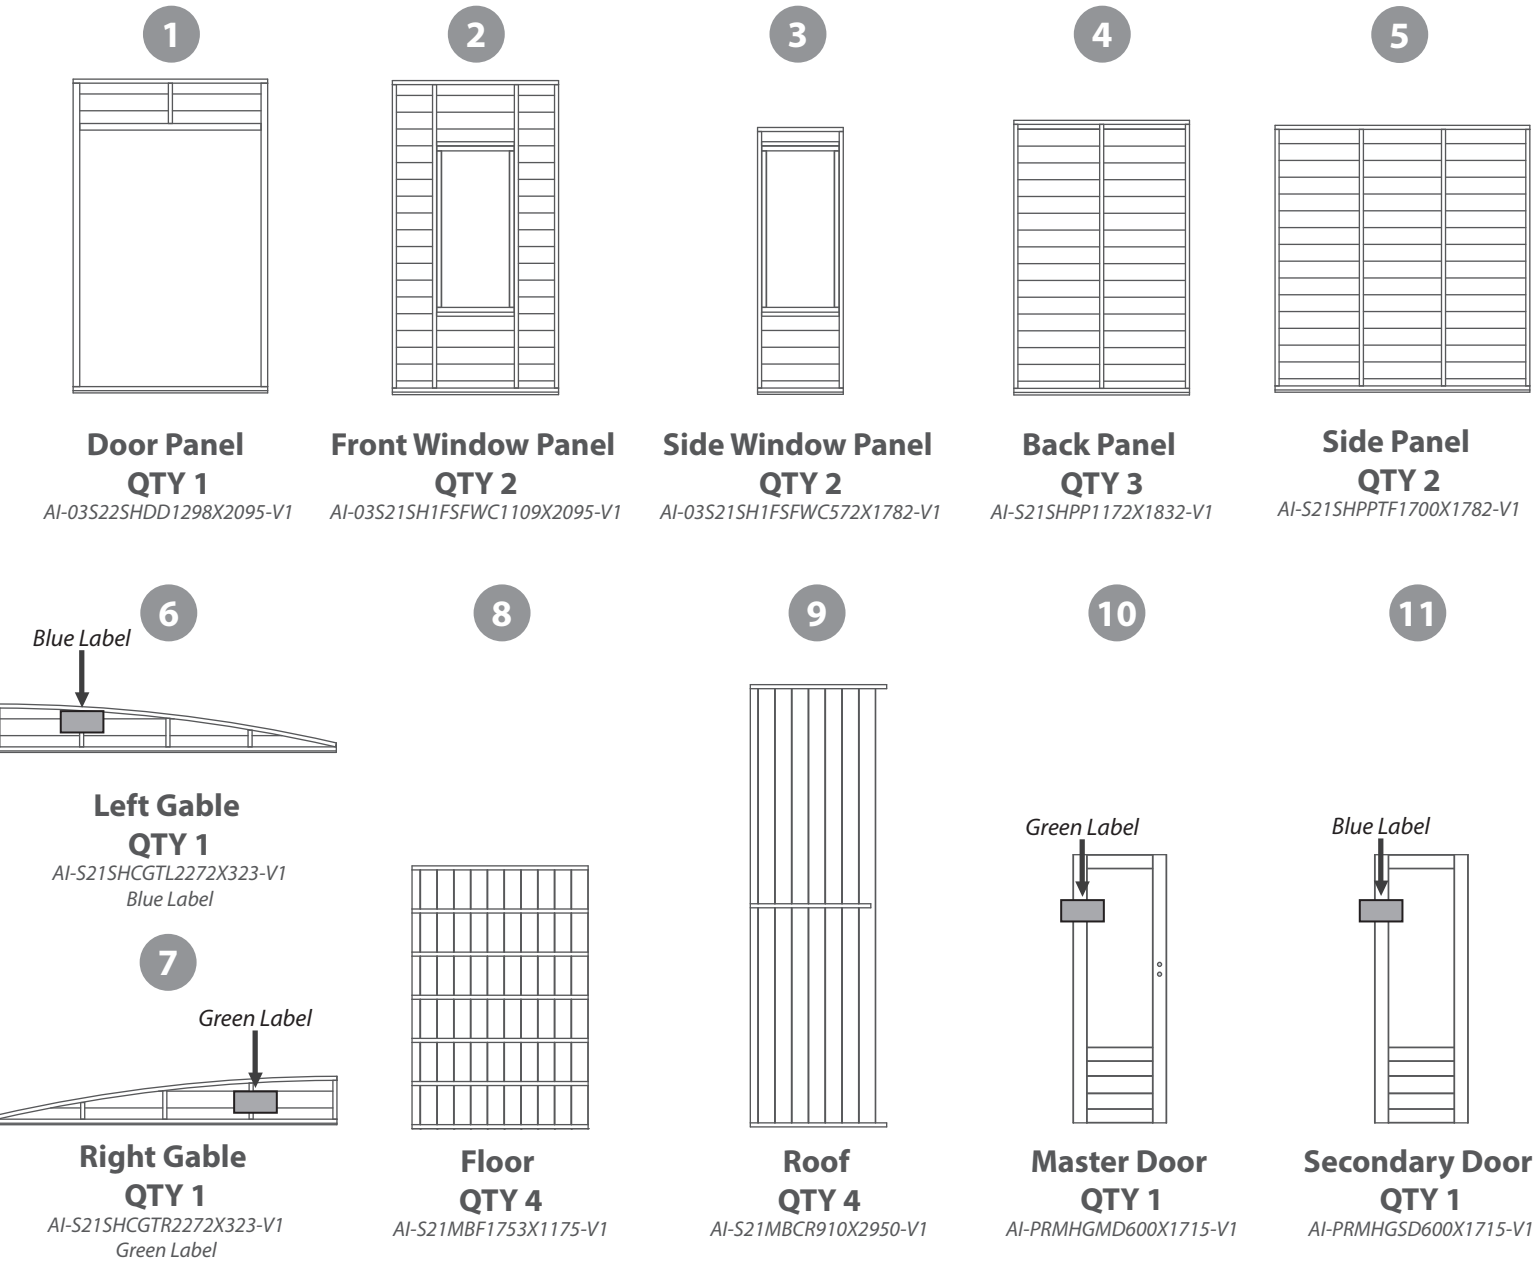 1
2
3
4
5
Door Panel
QTY 1
AI-03S22SHDD1298X2095-V1
Front Window Panel
QTY 2
AI-03S21SH1FSFWC1109X2095-V1
Side Window Panel
QTY 2
AI-03S21SH1FSFWC572X1782-V1
Back Panel
QTY 3
AI-S21SHPP1172X1832-V1
Side Panel
QTY 2
AI-S21SHPPTF1700X1782-V1
6
Blue Label
Left Gable
QTY 1
AI-S21SHCGTL2272X323-V1
Blue Label
7
Green Label
Right Gable
QTY 1
AI-S21SHCGTR2272X323-V1
Green Label
8
Floor
QTY 4
AI-S21MBF1753X1175-V1
9
Roof
QTY 4
AI-S21MBCR910X2950-V1
10
Green Label
Master Door
QTY 1
AI-PRMHGMD600X1715-V1
11
Blue Label
Secondary Door
QTY 1
AI-PRMHGSD600X1715-V1